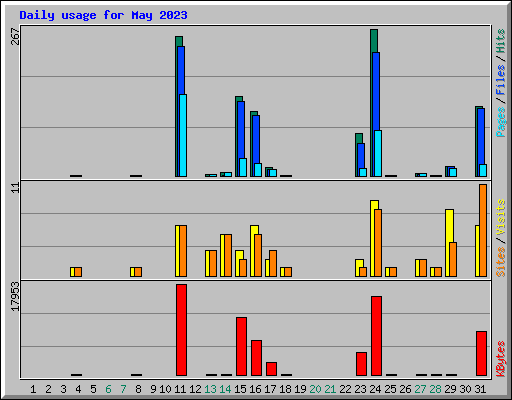 Daily usage for May 2023
267
Pages / Files / Hits
11
Sites / Visits
17953
KBytes
1 2 3 4 5 6 7 8 9 10 11 12 13 14 15 16 17 18 19 20 21 22 23 24 25 26 27 28 29 30 31